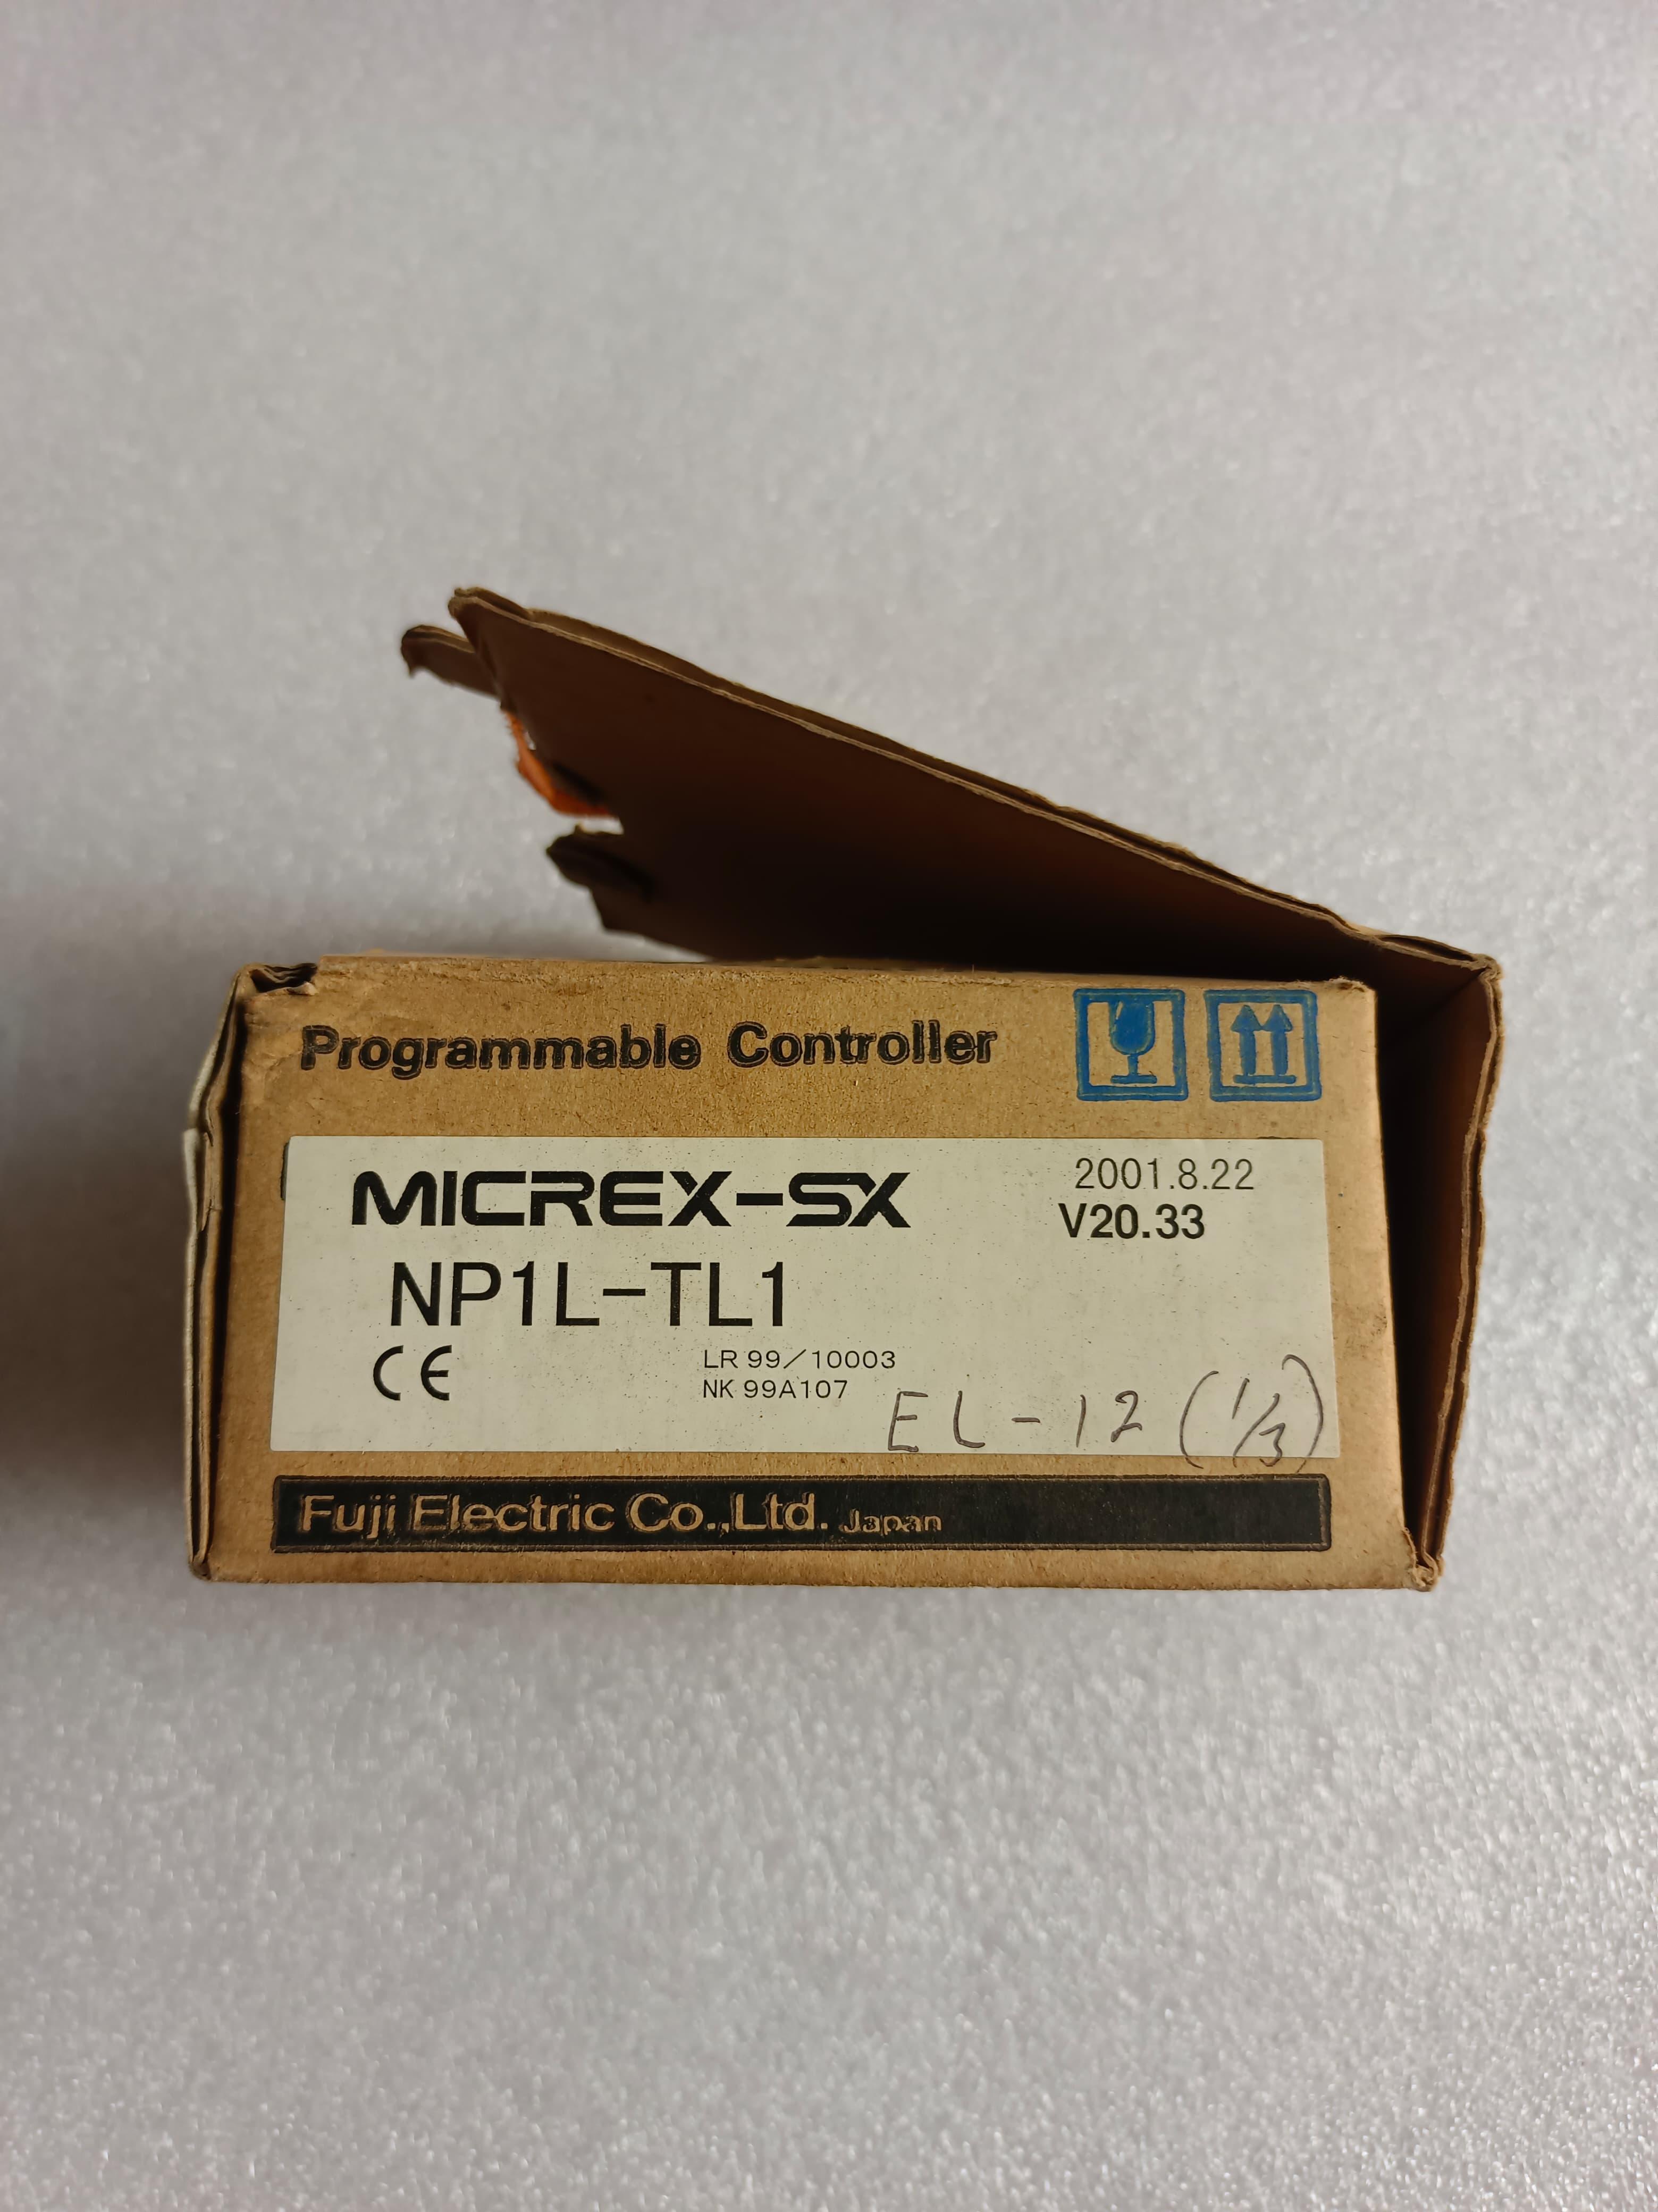 Programmable Controller
MICREX-SX
2001.8.22
V20.33
NP1L-TL1
CE
LR 99/10003
NK 99A107
EL-12 (1/3)
Fuji Electric Co.,Ltd. Japan